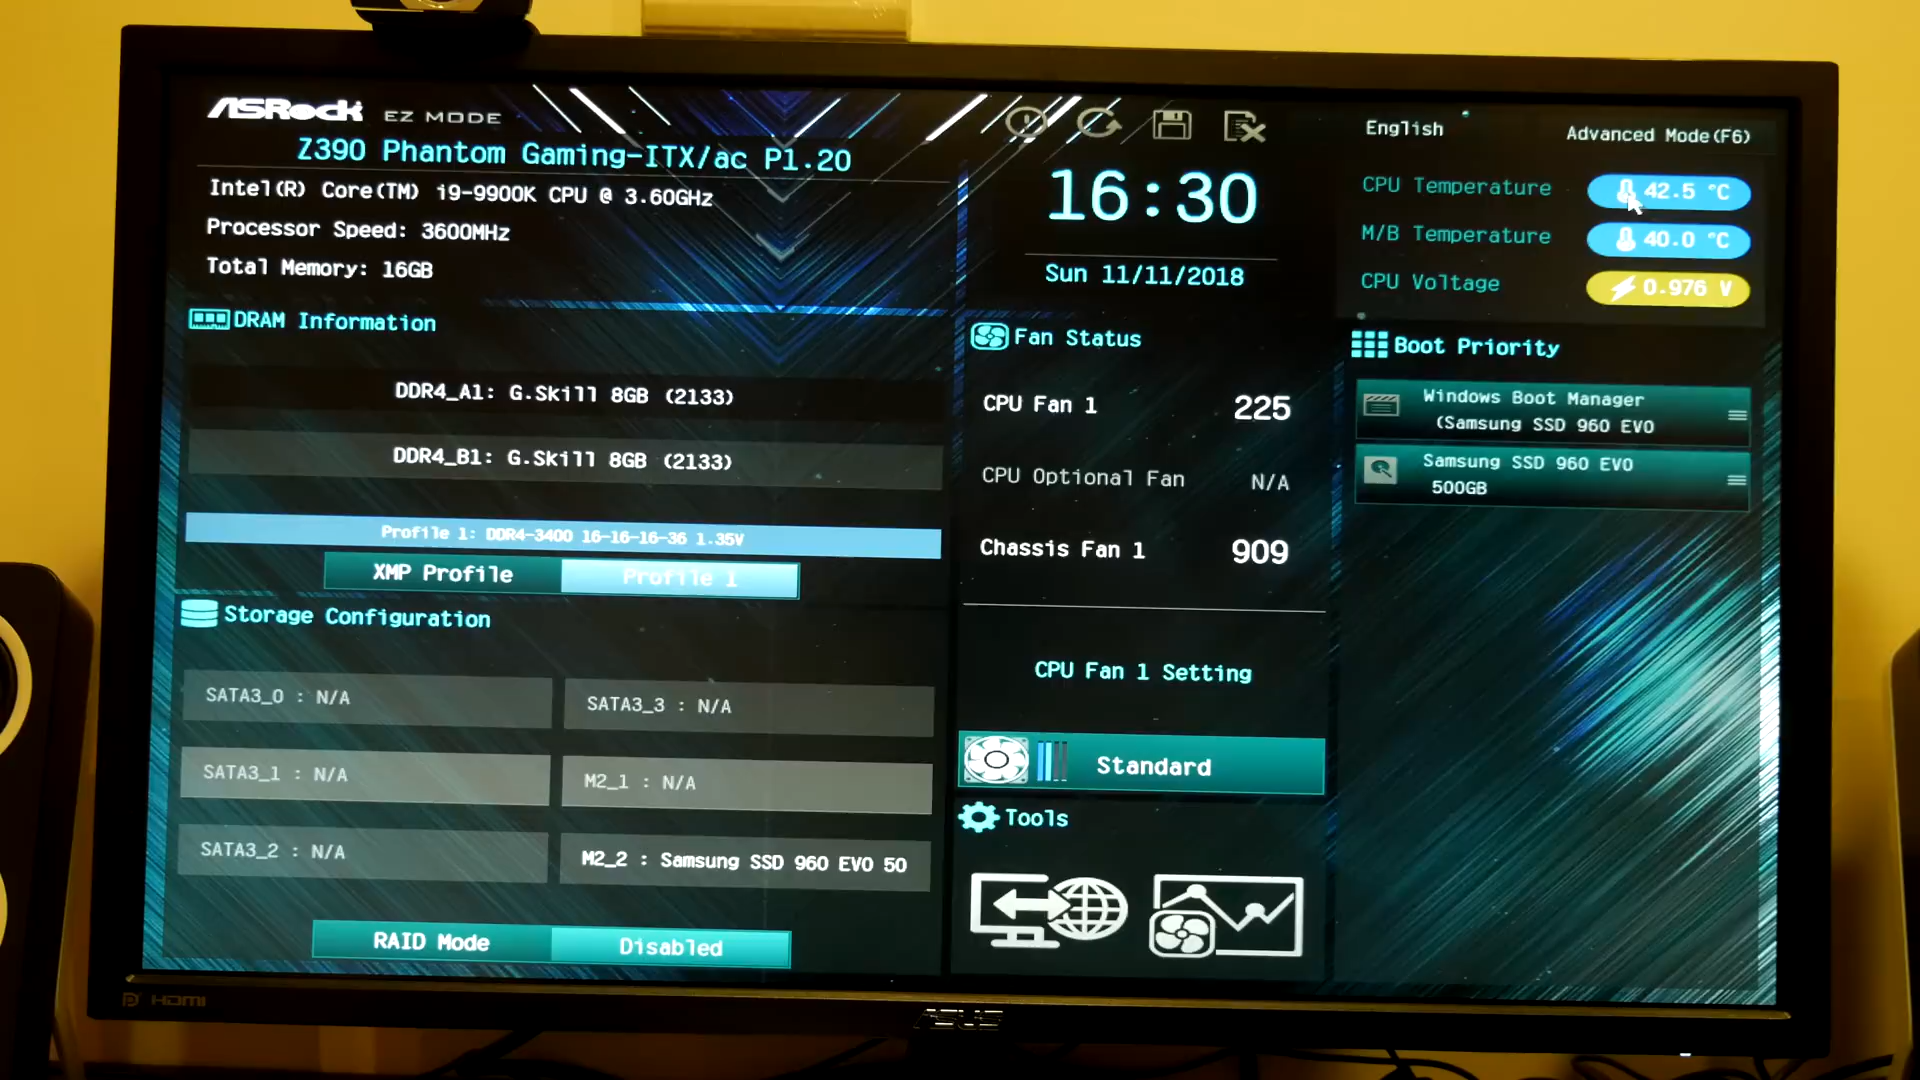 ASRock EZ MODE
Z390 Phantom Gaming-ITX/ac P1.20
Intel(R) Core(TM) i9-9900K CPU @ 3.60GHz
Processor Speed: 3600MHz
Total Memory: 16GB
16:30
Sun 11/11/2018
English
Advanced Mode(F6)
CPU Temperature 42.5 °C
M/B Temperature 40.0 °C
CPU Voltage 0.976 V
DRAM Information
DDR4_A1: G.Skill 8GB (2133)
DDR4_B1: G.Skill 8GB (2133)
Profile 1: DDR4-3400 16-16-16-36 1.35V
XMP Profile Profile 1
Storage Configuration
SATA3_0 : N/A
SATA3_3 : N/A
SATA3_1 : N/A
M2_1 : N/A
SATA3_2 : N/A
M2_2 : Samsung SSD 960 EVO 50
RAID Mode Disabled
Fan Status
CPU Fan 1 225
CPU Optional Fan N/A
Chassis Fan 1 909
CPU Fan 1 Setting
Standard
Tools
Boot Priority
Windows Boot Manager
(Samsung SSD 960 EVO
Samsung SSD 960 EVO
500GB
HDMI
ASUS